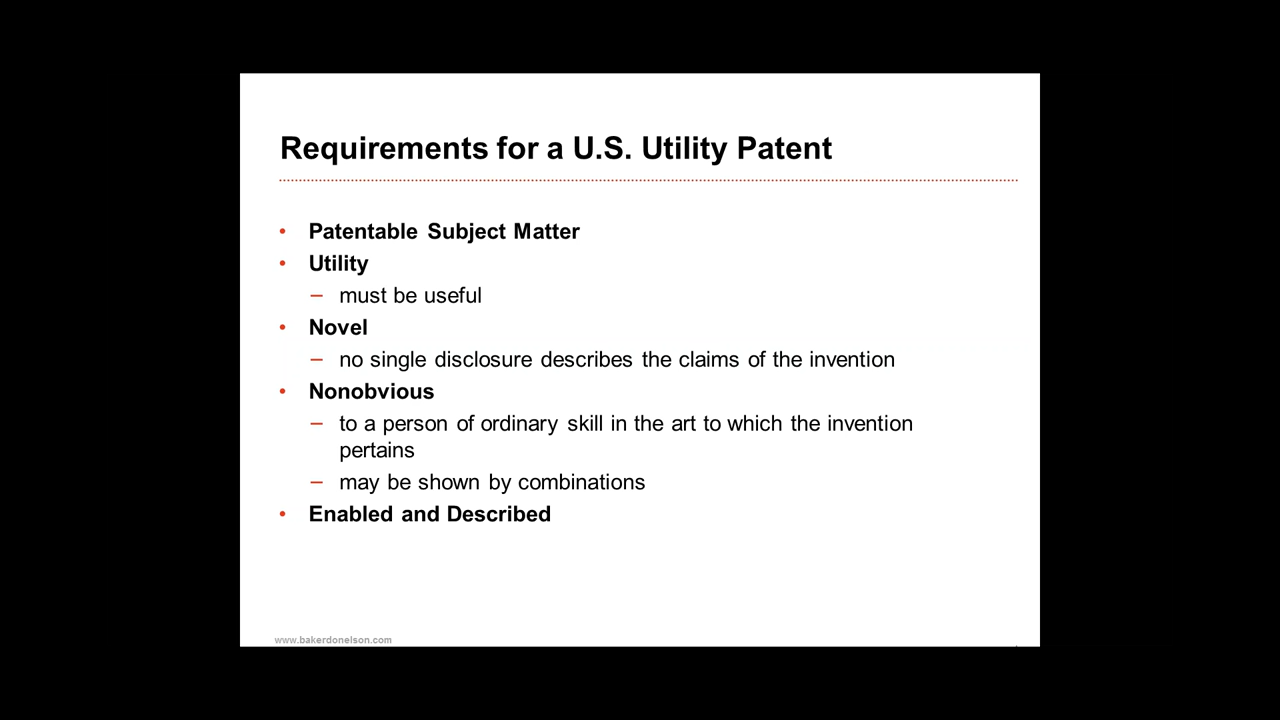 Requirements for a U.S. Utility Patent
• Patentable Subject Matter
• Utility
– must be useful
• Novel
– no single disclosure describes the claims of the invention
• Nonobvious
– to a person of ordinary skill in the art to which the invention
pertains
– may be shown by combinations
• Enabled and Described
www.bakerdonelson.com